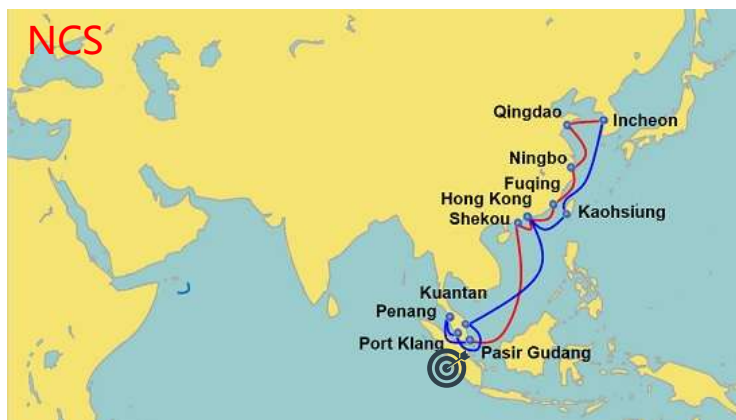 NCS
Qingdao
Incheon
Ningbo
Fuqing
Hong Kong
Kaohsiung
Shekou
Kuantan
Penang
Port Klang
Pasir Gudang